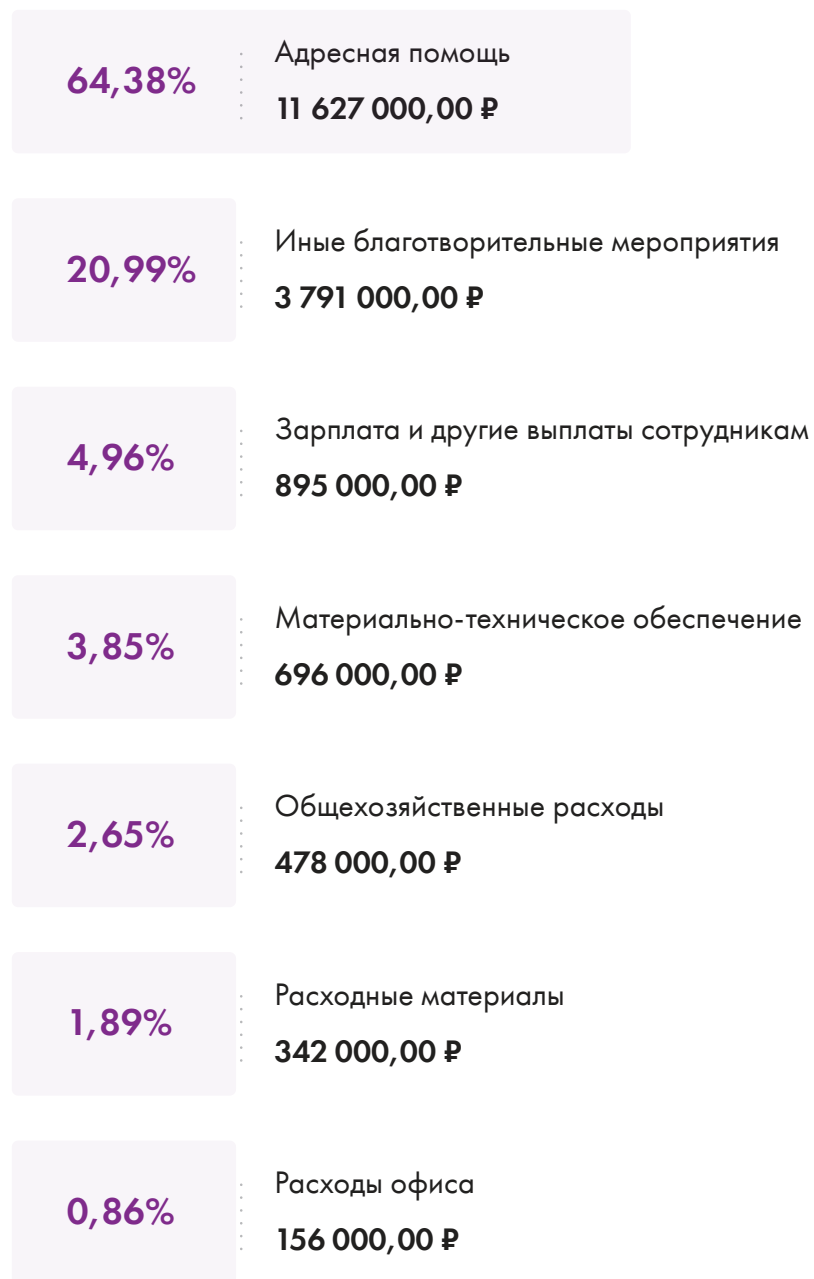 64,38%
Адресная помощь
11 627 000,00 ₽
20,99%
Иные благотворительные мероприятия
3 791 000,00 ₽
4,96%
Зарплата и другие выплаты сотрудникам
895 000,00 ₽
3,85%
Материально-техническое обеспечение
696 000,00 ₽
2,65%
Общехозяйственные расходы
478 000,00 ₽
1,89%
Расходные материалы
342 000,00 ₽
0,86%
Расходы офиса
156 000,00 ₽